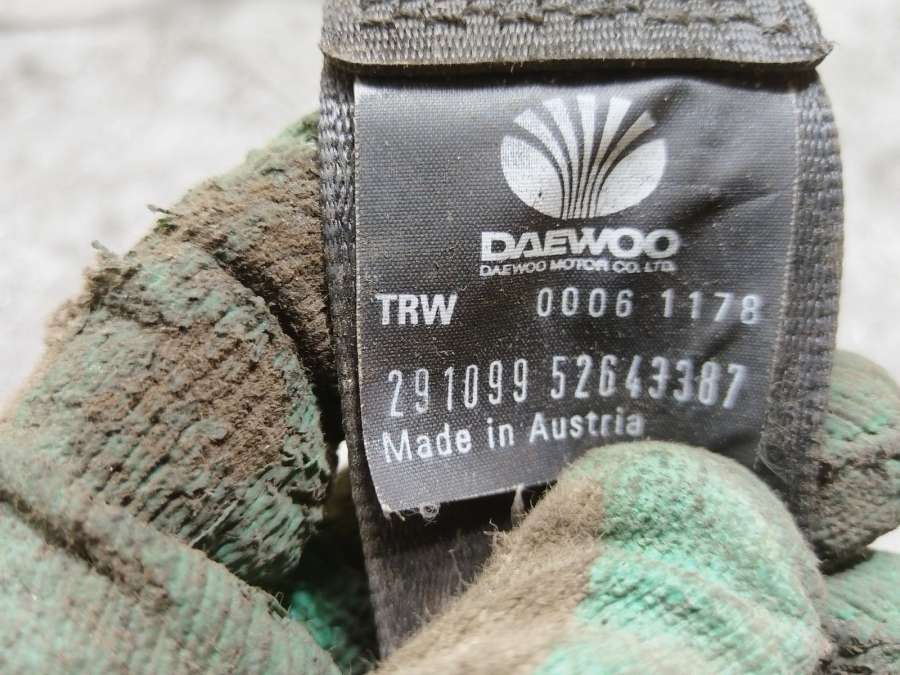 DAEWOO
DAEWOO MOTOR CO. LTD.
TRW 0006 1178
291099 52643387
Made in Austria